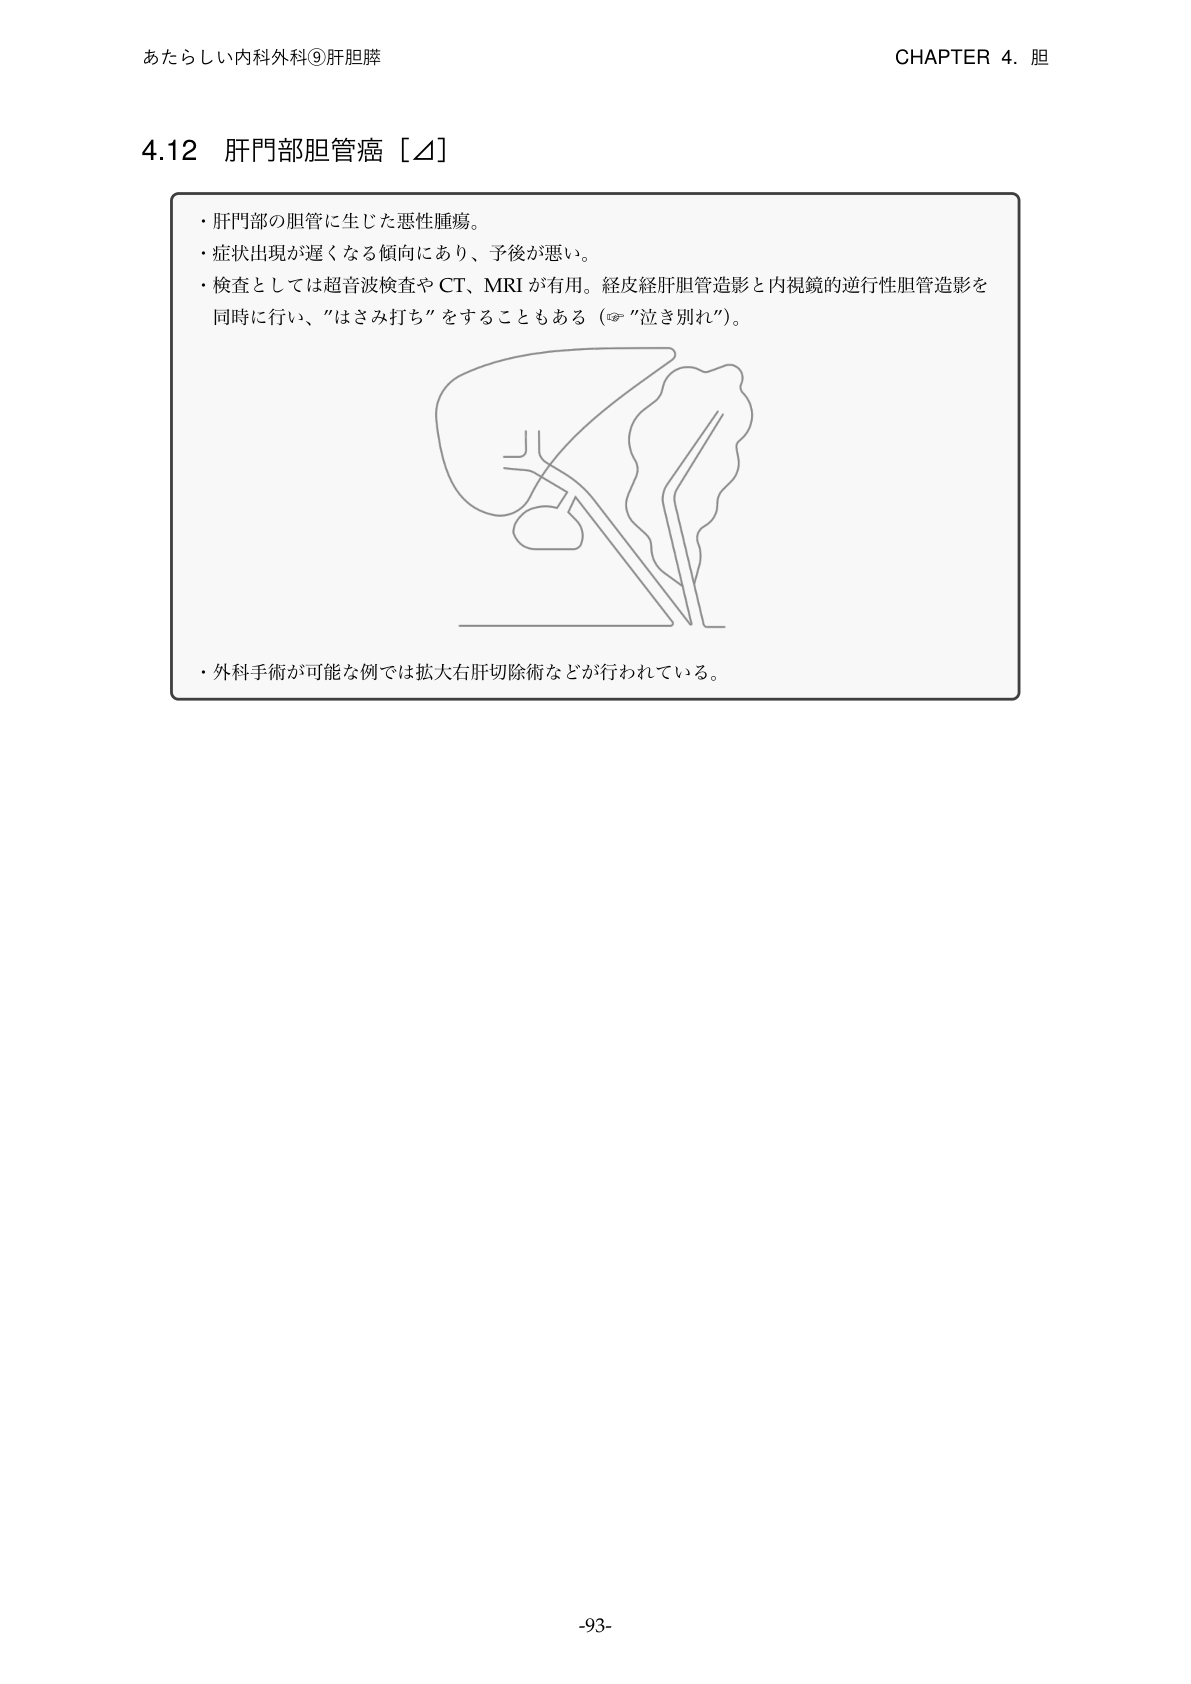 あたらしい内科外科⑨肝胆膵
CHAPTER 4. 胆
4.12 肝門部胆管癌［⊿］
・肝門部の胆管に生じた悪性腫瘍。
・症状出現が遅くなる傾向にあり、予後が悪い。
・検査としては超音波検査や CT、MRI が有用。経皮経肝胆管造影と内視鏡的逆行性胆管造影を
同時に行い、”はさみ打ち” をすることもある（☞ ”泣き別れ”）。
・外科手術が可能な例では拡大右肝切除術などが行われている。
-93-